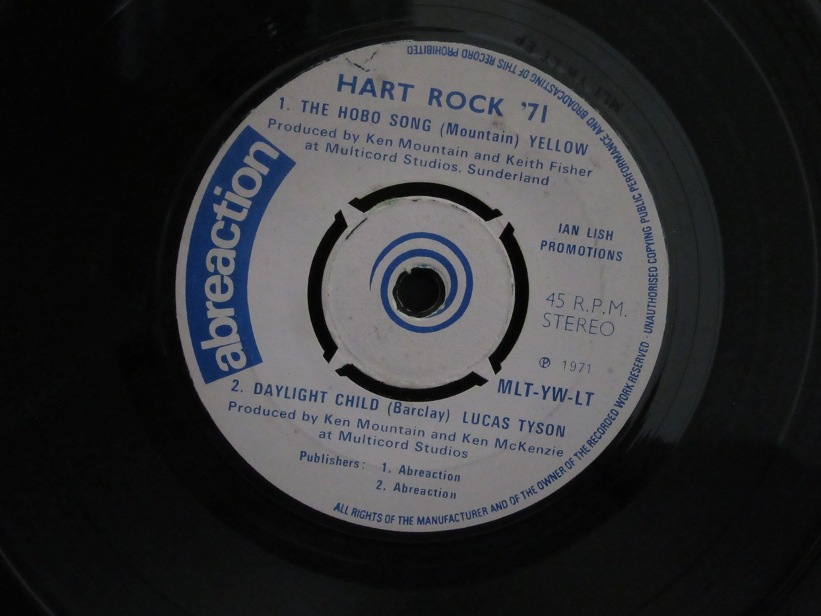 HART ROCK '71
1. THE HOBO SONG (Mountain) YELLOW
Produced by Ken Mountain and Keith Fisher
at Multicord Studios, Sunderland
abreaction
IAN LISH
PROMOTIONS
45 R.P.M.
STEREO
℗ 1971
MLT-YW-LT
2. DAYLIGHT CHILD (Barclay) LUCAS TYSON
Produced by Ken Mountain and Ken McKenzie
at Multicord Studios
Publishers: 1. Abreaction
2. Abreaction
ALL RIGHTS OF THE MANUFACTURER AND OF THE OWNER OF THE RECORDED WORK RESERVED · UNAUTHORISED COPYING PUBLIC PERFORMANCE AND BROADCASTING OF THIS RECORD PROHIBITED